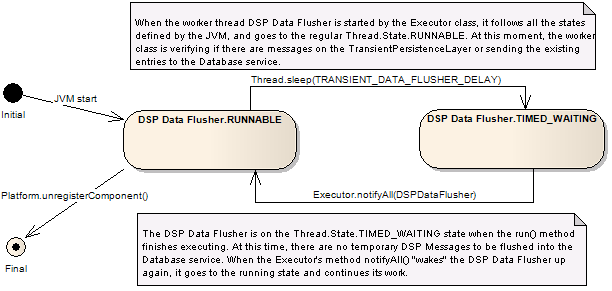 When the worker thread DSP Data Flusher is started by the Executor class, it follows all the states
defined by the JVM, and goes to the regular Thread.State.RUNNABLE. At this moment, the worker
class is verifying if there are messages on the TransientPersistenceLayer or sending the existing
entries to the Database service.
Thread.sleep(TRANSIENT_DATA_FLUSHER_DELAY)
JVM start
Initial
DSP Data Flusher.RUNNABLE
DSP Data Flusher.TIMED_WAITING
Platform.unregisterComponent()
Executor.notifyAll(DSPDataFlusher)
Final
The DSP Data Flusher is on the Thread.State.TIMED_WAITING state when the run() method
finishes executing. At this time, there are no temporary DSP Messages to be flushed into the
Database service. When the Executor's method notifyAll() "wakes" the DSP Data Flusher up
again, it goes to the running state and continues its work.